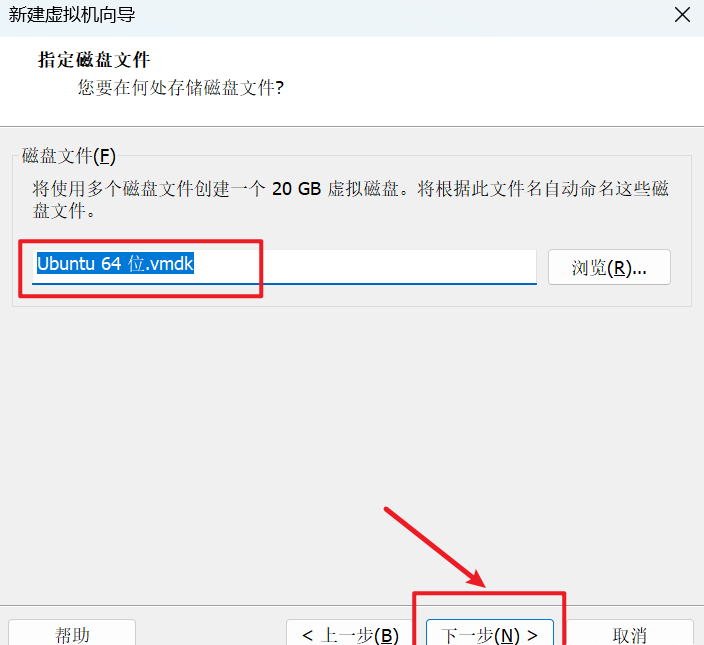 新建虚拟机向导
指定磁盘文件
您要在何处存储磁盘文件?
磁盘文件(F)
将使用多个磁盘文件创建一个 20 GB 虚拟磁盘。将根据此文件名自动命名这些磁
盘文件。
Ubuntu 64 位.vmdk
浏览(R)...
帮助
< 上一步(B)
下一步(N) >
取消